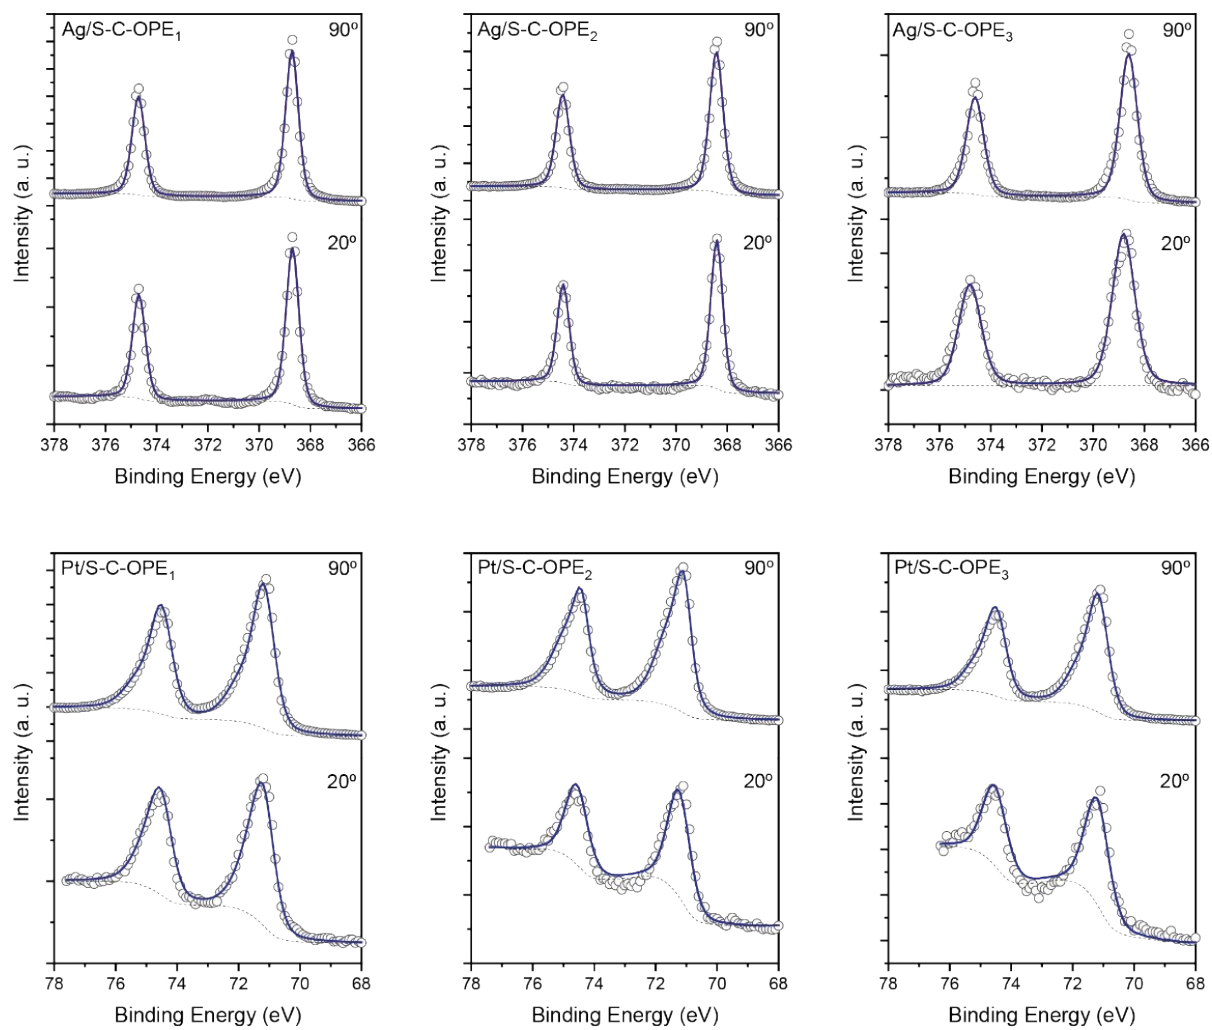 Ag/S-C-OPE1 90º
20º
Intensity (a. u.)
378 376 374 372 370 368 366
Binding Energy (eV)
Ag/S-C-OPE2 90º
20º
Intensity (a. u.)
378 376 374 372 370 368 366
Binding Energy (eV)
Ag/S-C-OPE3 90º
20º
Intensity (a. u.)
378 376 374 372 370 368 366
Binding Energy (eV)
Pt/S-C-OPE1 90º
20º
Intensity (a. u.)
78 76 74 72 70 68
Binding Energy (eV)
Pt/S-C-OPE2 90º
20º
Intensity (a. u.)
78 76 74 72 70 68
Binding Energy (eV)
Pt/S-C-OPE3 90º
20º
Intensity (a. u.)
78 76 74 72 70 68
Binding Energy (eV)